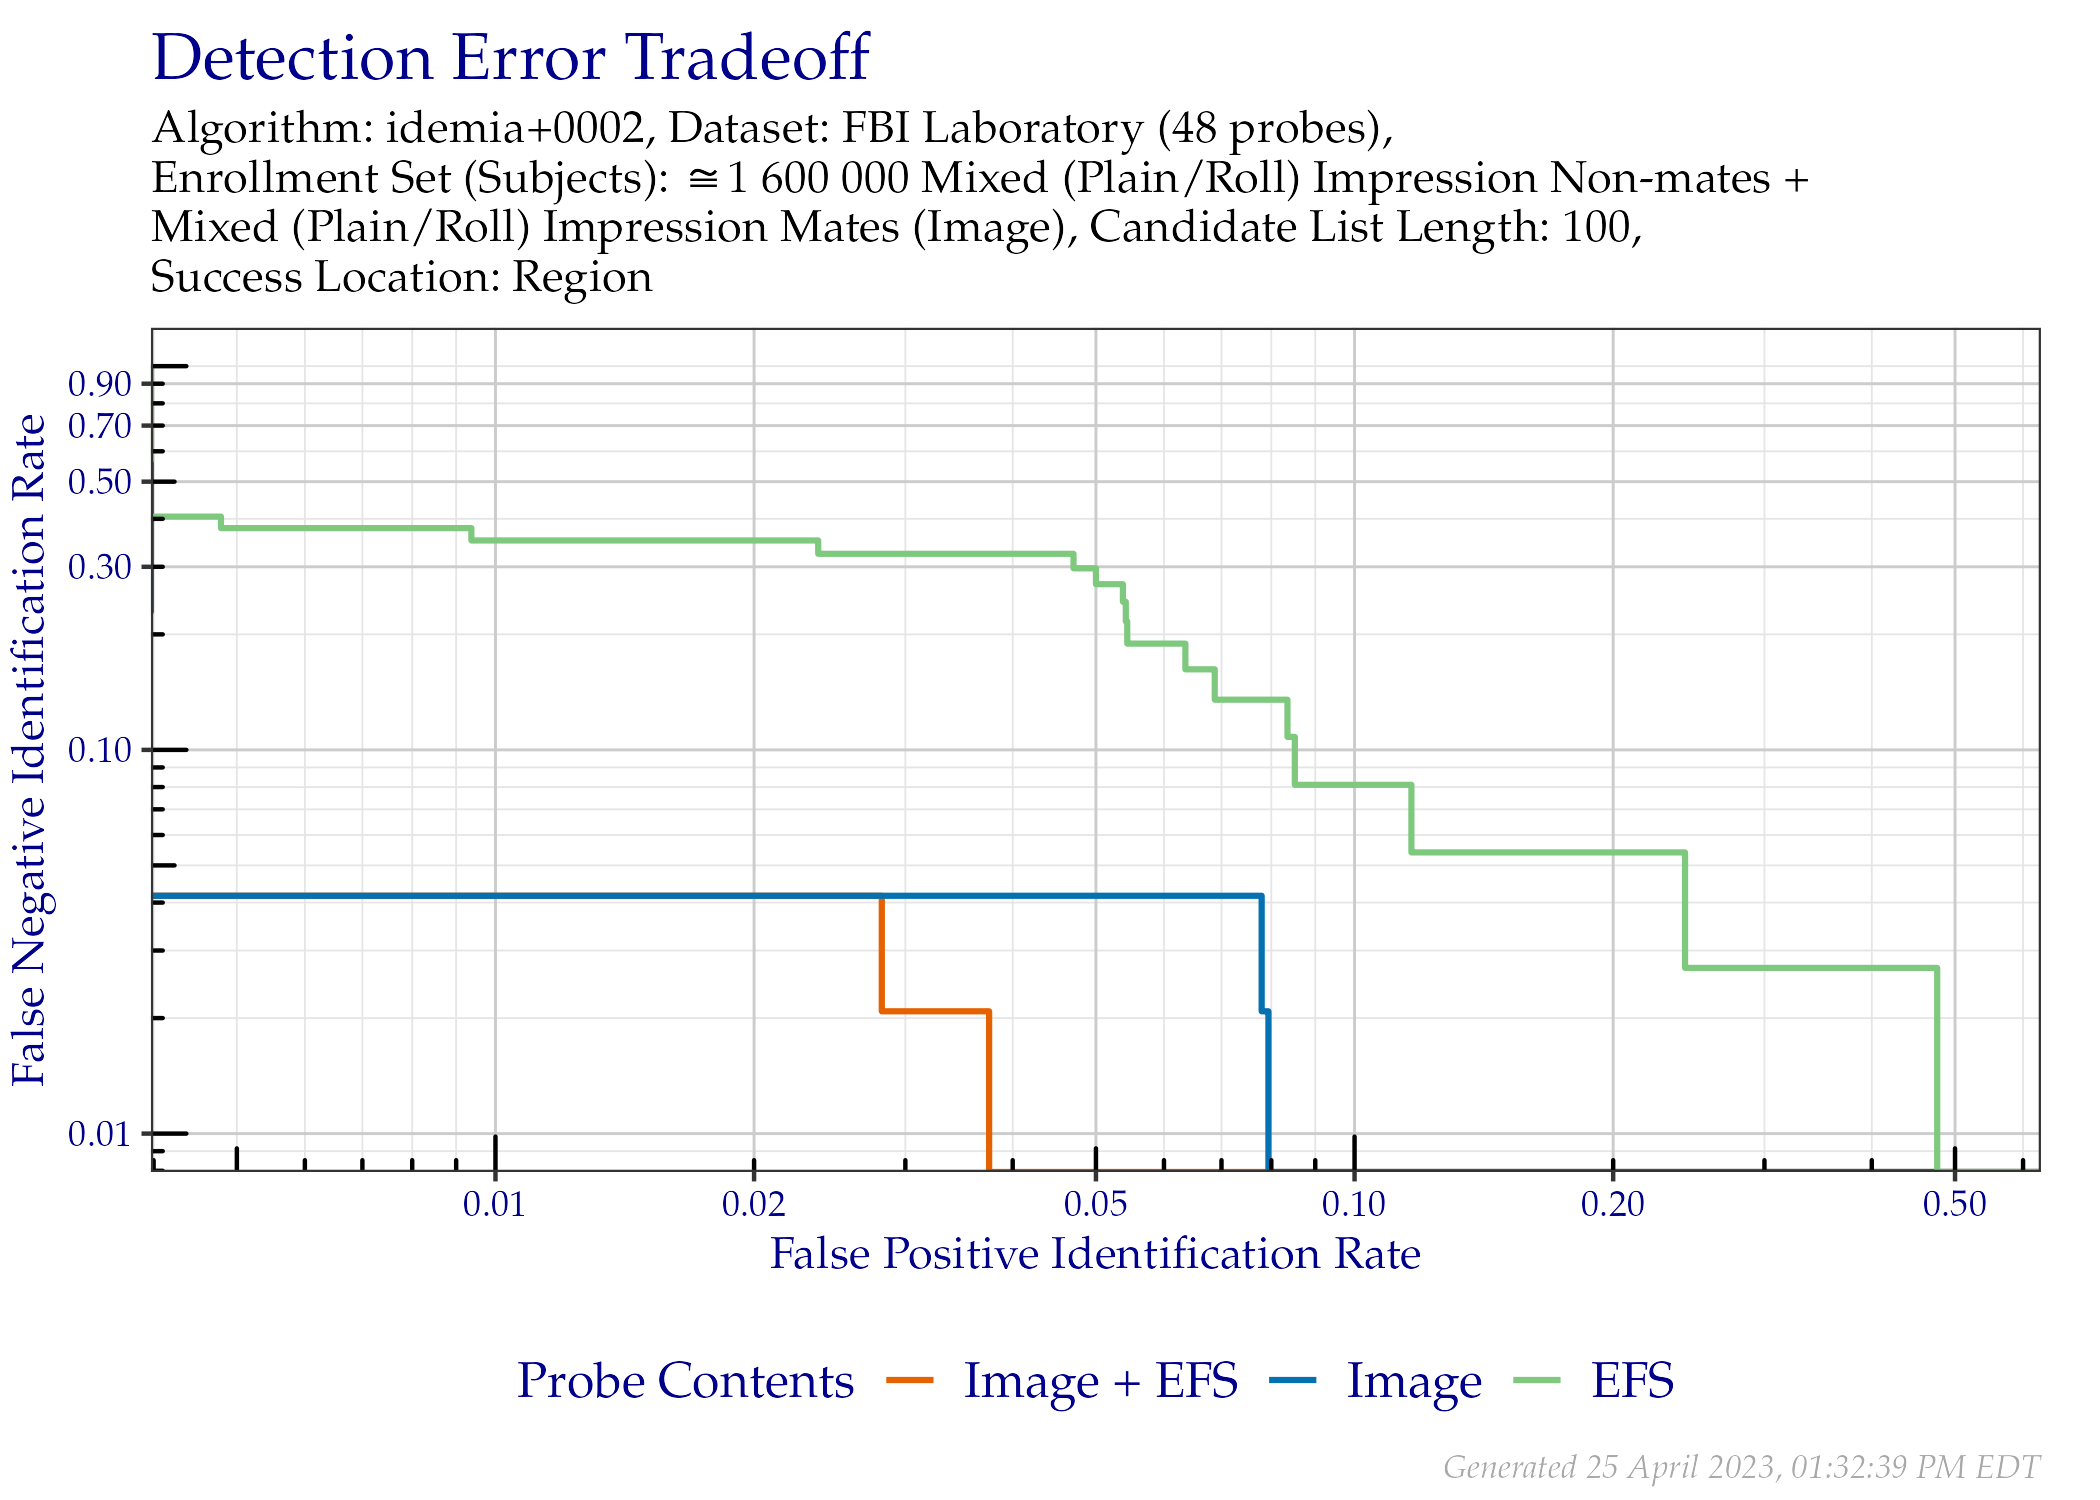 Detection Error Tradeoff
Algorithm: idemia+0002, Dataset: FBI Laboratory (48 probes),
Enrollment Set (Subjects): ≅1 600 000 Mixed (Plain/Roll) Impression Non-mates +
Mixed (Plain/Roll) Impression Mates (Image), Candidate List Length: 100,
Success Location: Region
False Negative Identification Rate
0.90
0.70
0.50
0.30
0.10
0.01
0.01 0.02 0.05 0.10 0.20 0.50
False Positive Identification Rate
Probe Contents Image + EFS Image EFS
Generated 25 April 2023, 01:32:39 PM EDT